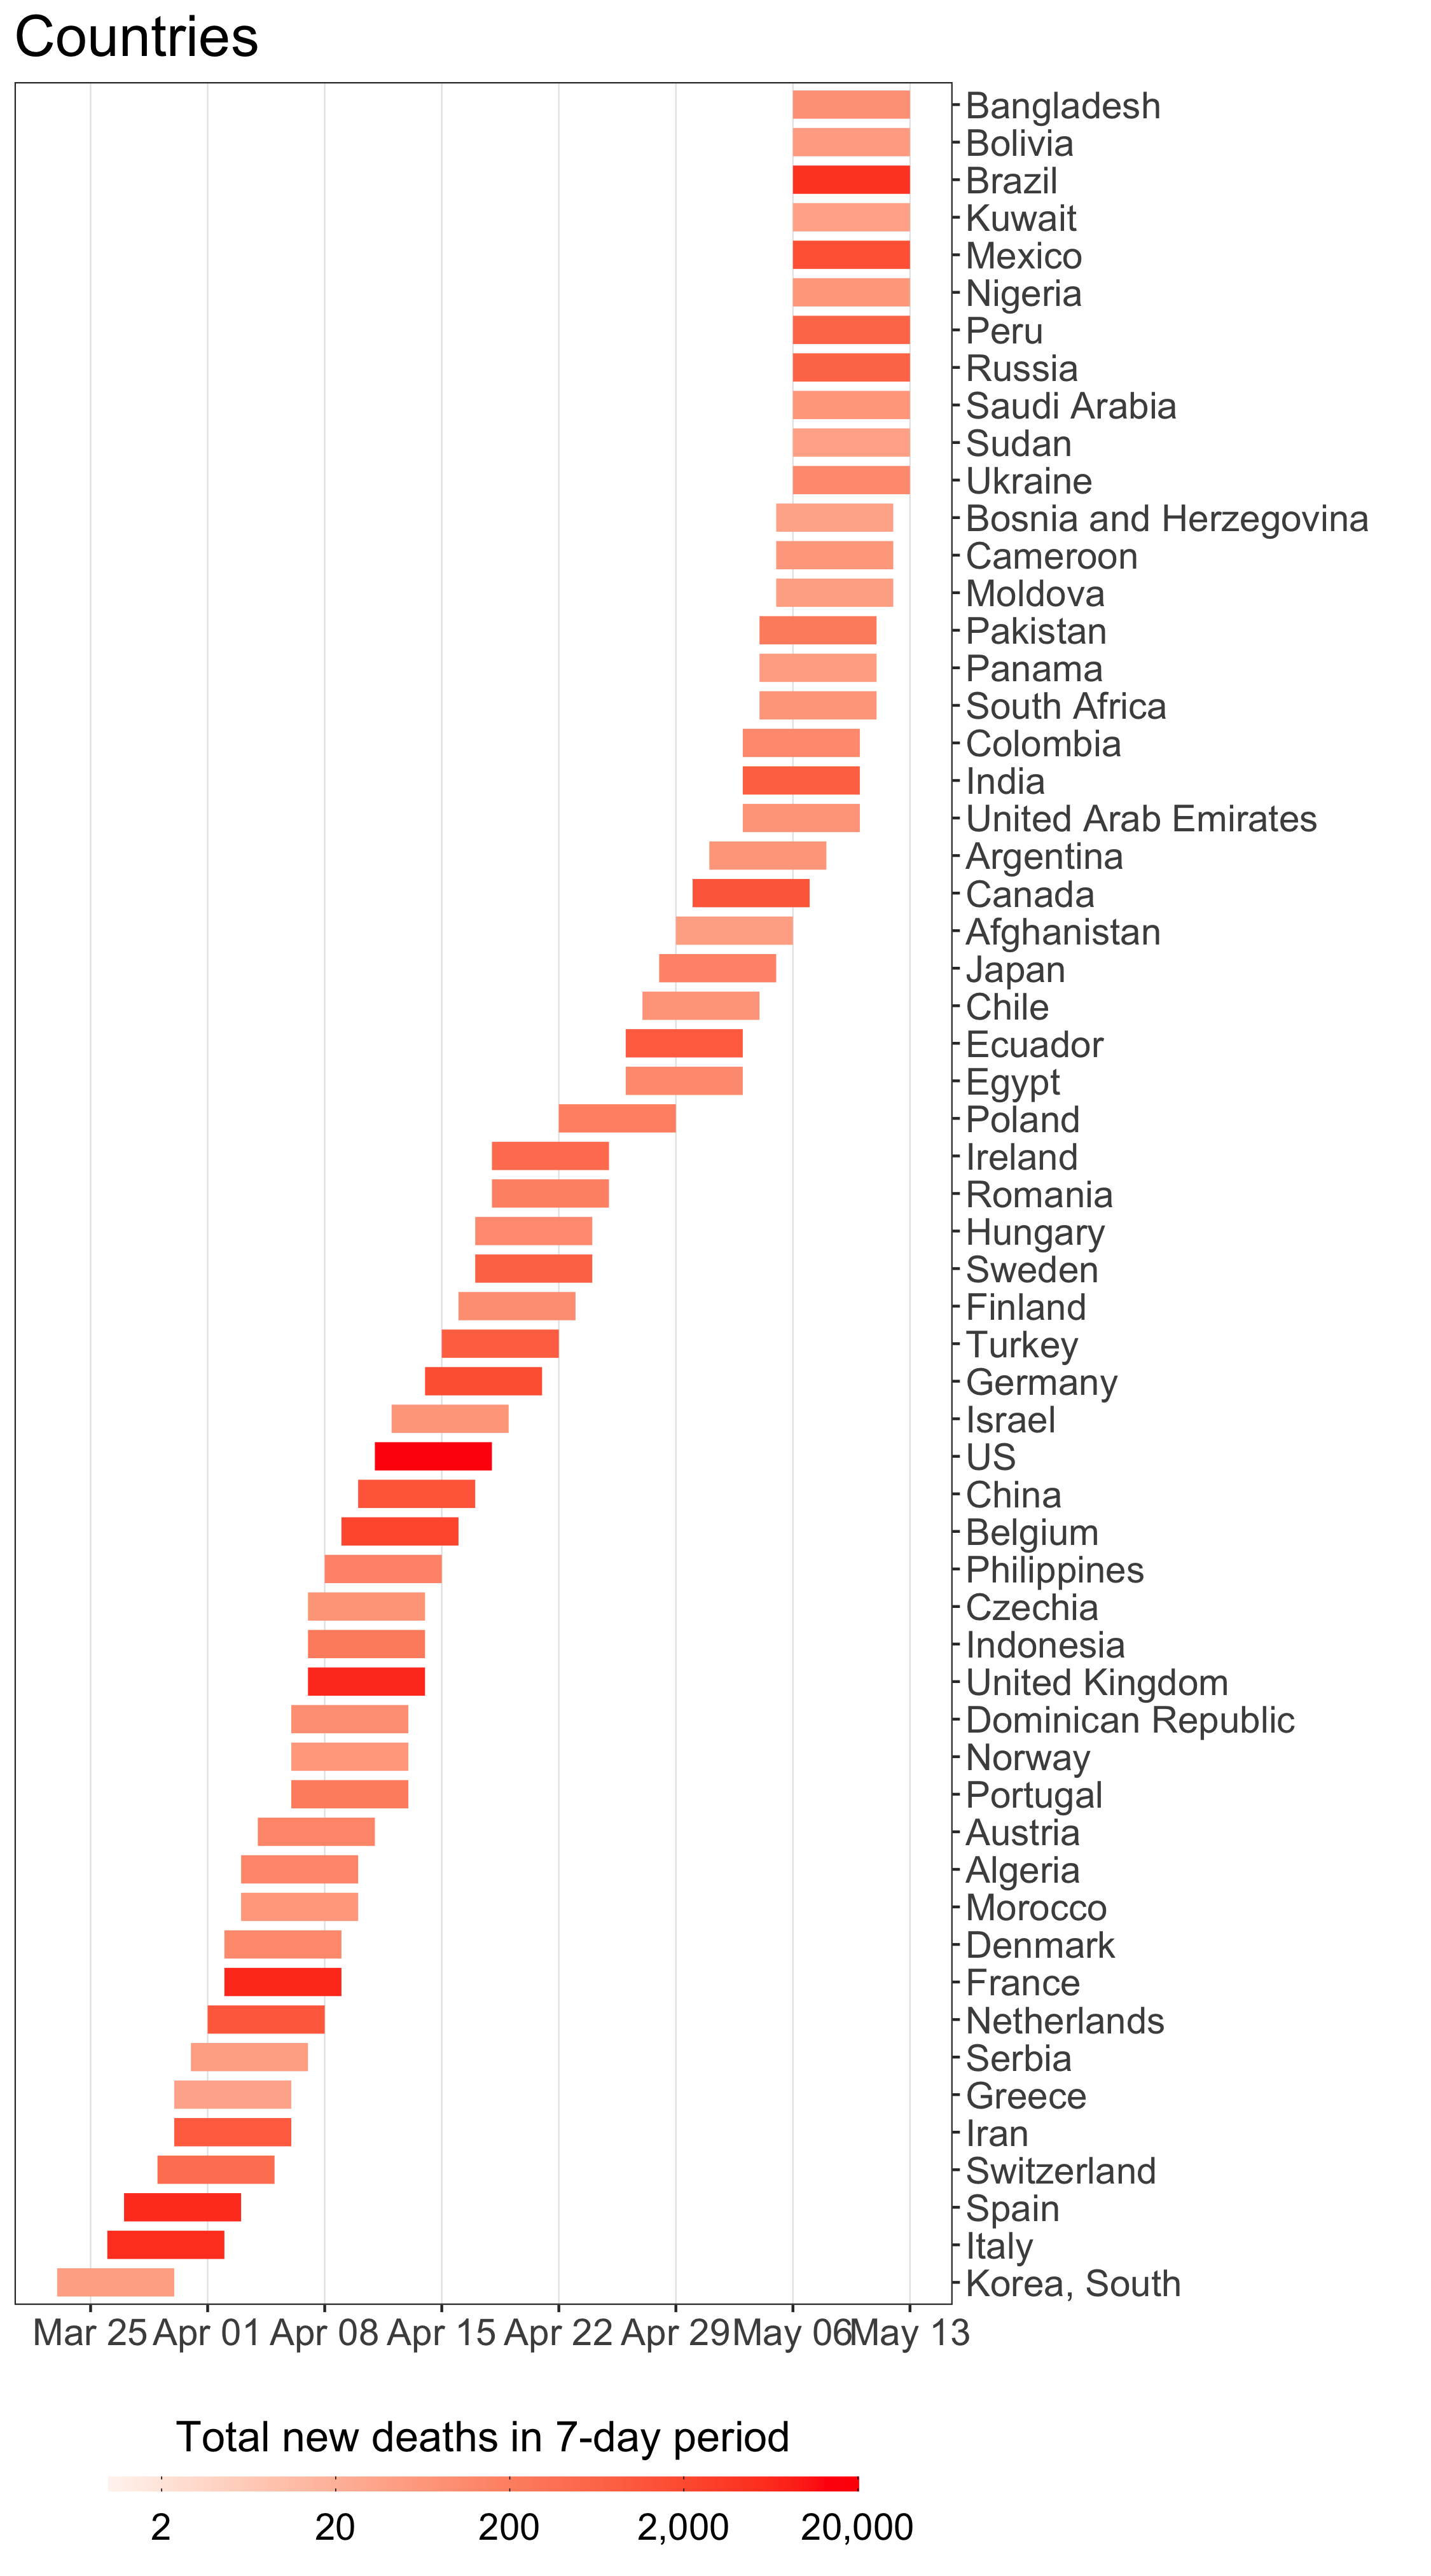 Countries
Bangladesh
Bolivia
Brazil
Kuwait
Mexico
Nigeria
Peru
Russia
Saudi Arabia
Sudan
Ukraine
Bosnia and Herzegovina
Cameroon
Moldova
Pakistan
Panama
South Africa
Colombia
India
United Arab Emirates
Argentina
Canada
Afghanistan
Japan
Chile
Ecuador
Egypt
Poland
Ireland
Romania
Hungary
Sweden
Finland
Turkey
Germany
Israel
US
China
Belgium
Philippines
Czechia
Indonesia
United Kingdom
Dominican Republic
Norway
Portugal
Austria
Algeria
Morocco
Denmark
France
Netherlands
Serbia
Greece
Iran
Switzerland
Spain
Italy
Korea, South
Mar 25 Apr 01 Apr 08 Apr 15 Apr 22 Apr 29 May 06 May 13
Total new deaths in 7-day period
2 20 200 2,000 20,000